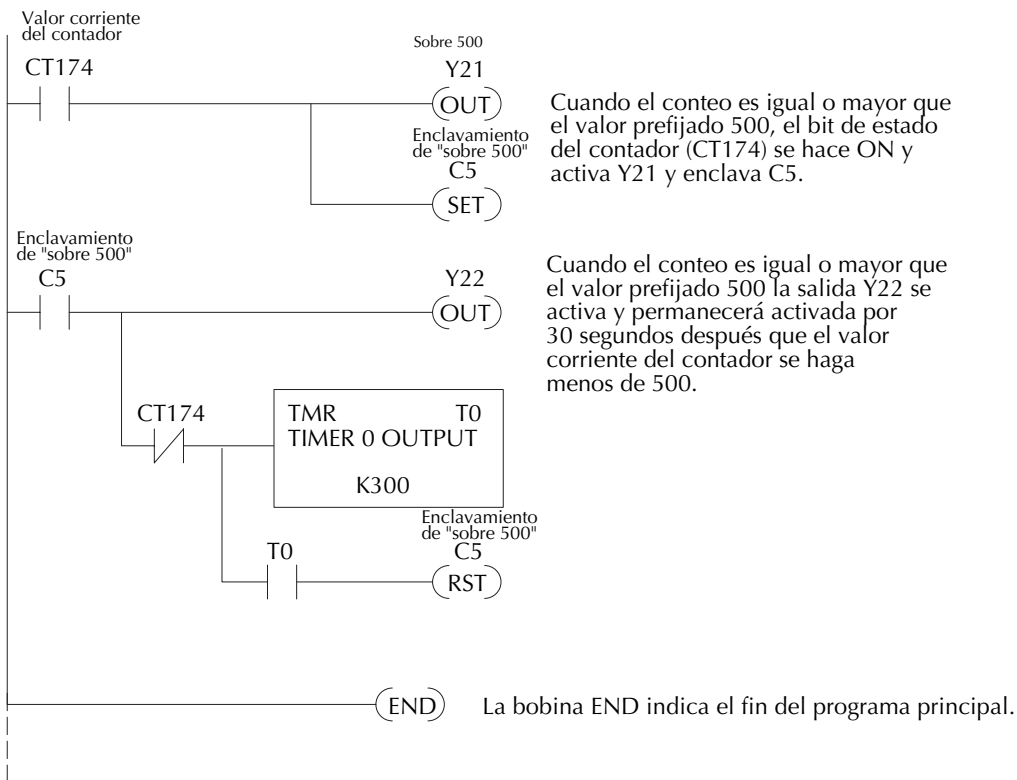 Valor corriente
del contador
CT174
Sobre 500
Y21
OUT
Enclavamiento
de "sobre 500"
C5
SET
Cuando el conteo es igual o mayor que
el valor prefijado 500, el bit de estado
del contador (CT174) se hace ON y
activa Y21 y enclava C5.
Enclavamiento
de "sobre 500"
C5
Y22
OUT
Cuando el conteo es igual o mayor que
el valor prefijado 500 la salida Y22 se
activa y permanecerá activada por
30 segundos después que el valor
corriente del contador se haga
menos de 500.
CT174
TMR T0
TIMER 0 OUTPUT
K300
T0
Enclavamiento
de "sobre 500"
C5
RST
END
La bobina END indica el fin del programa principal.